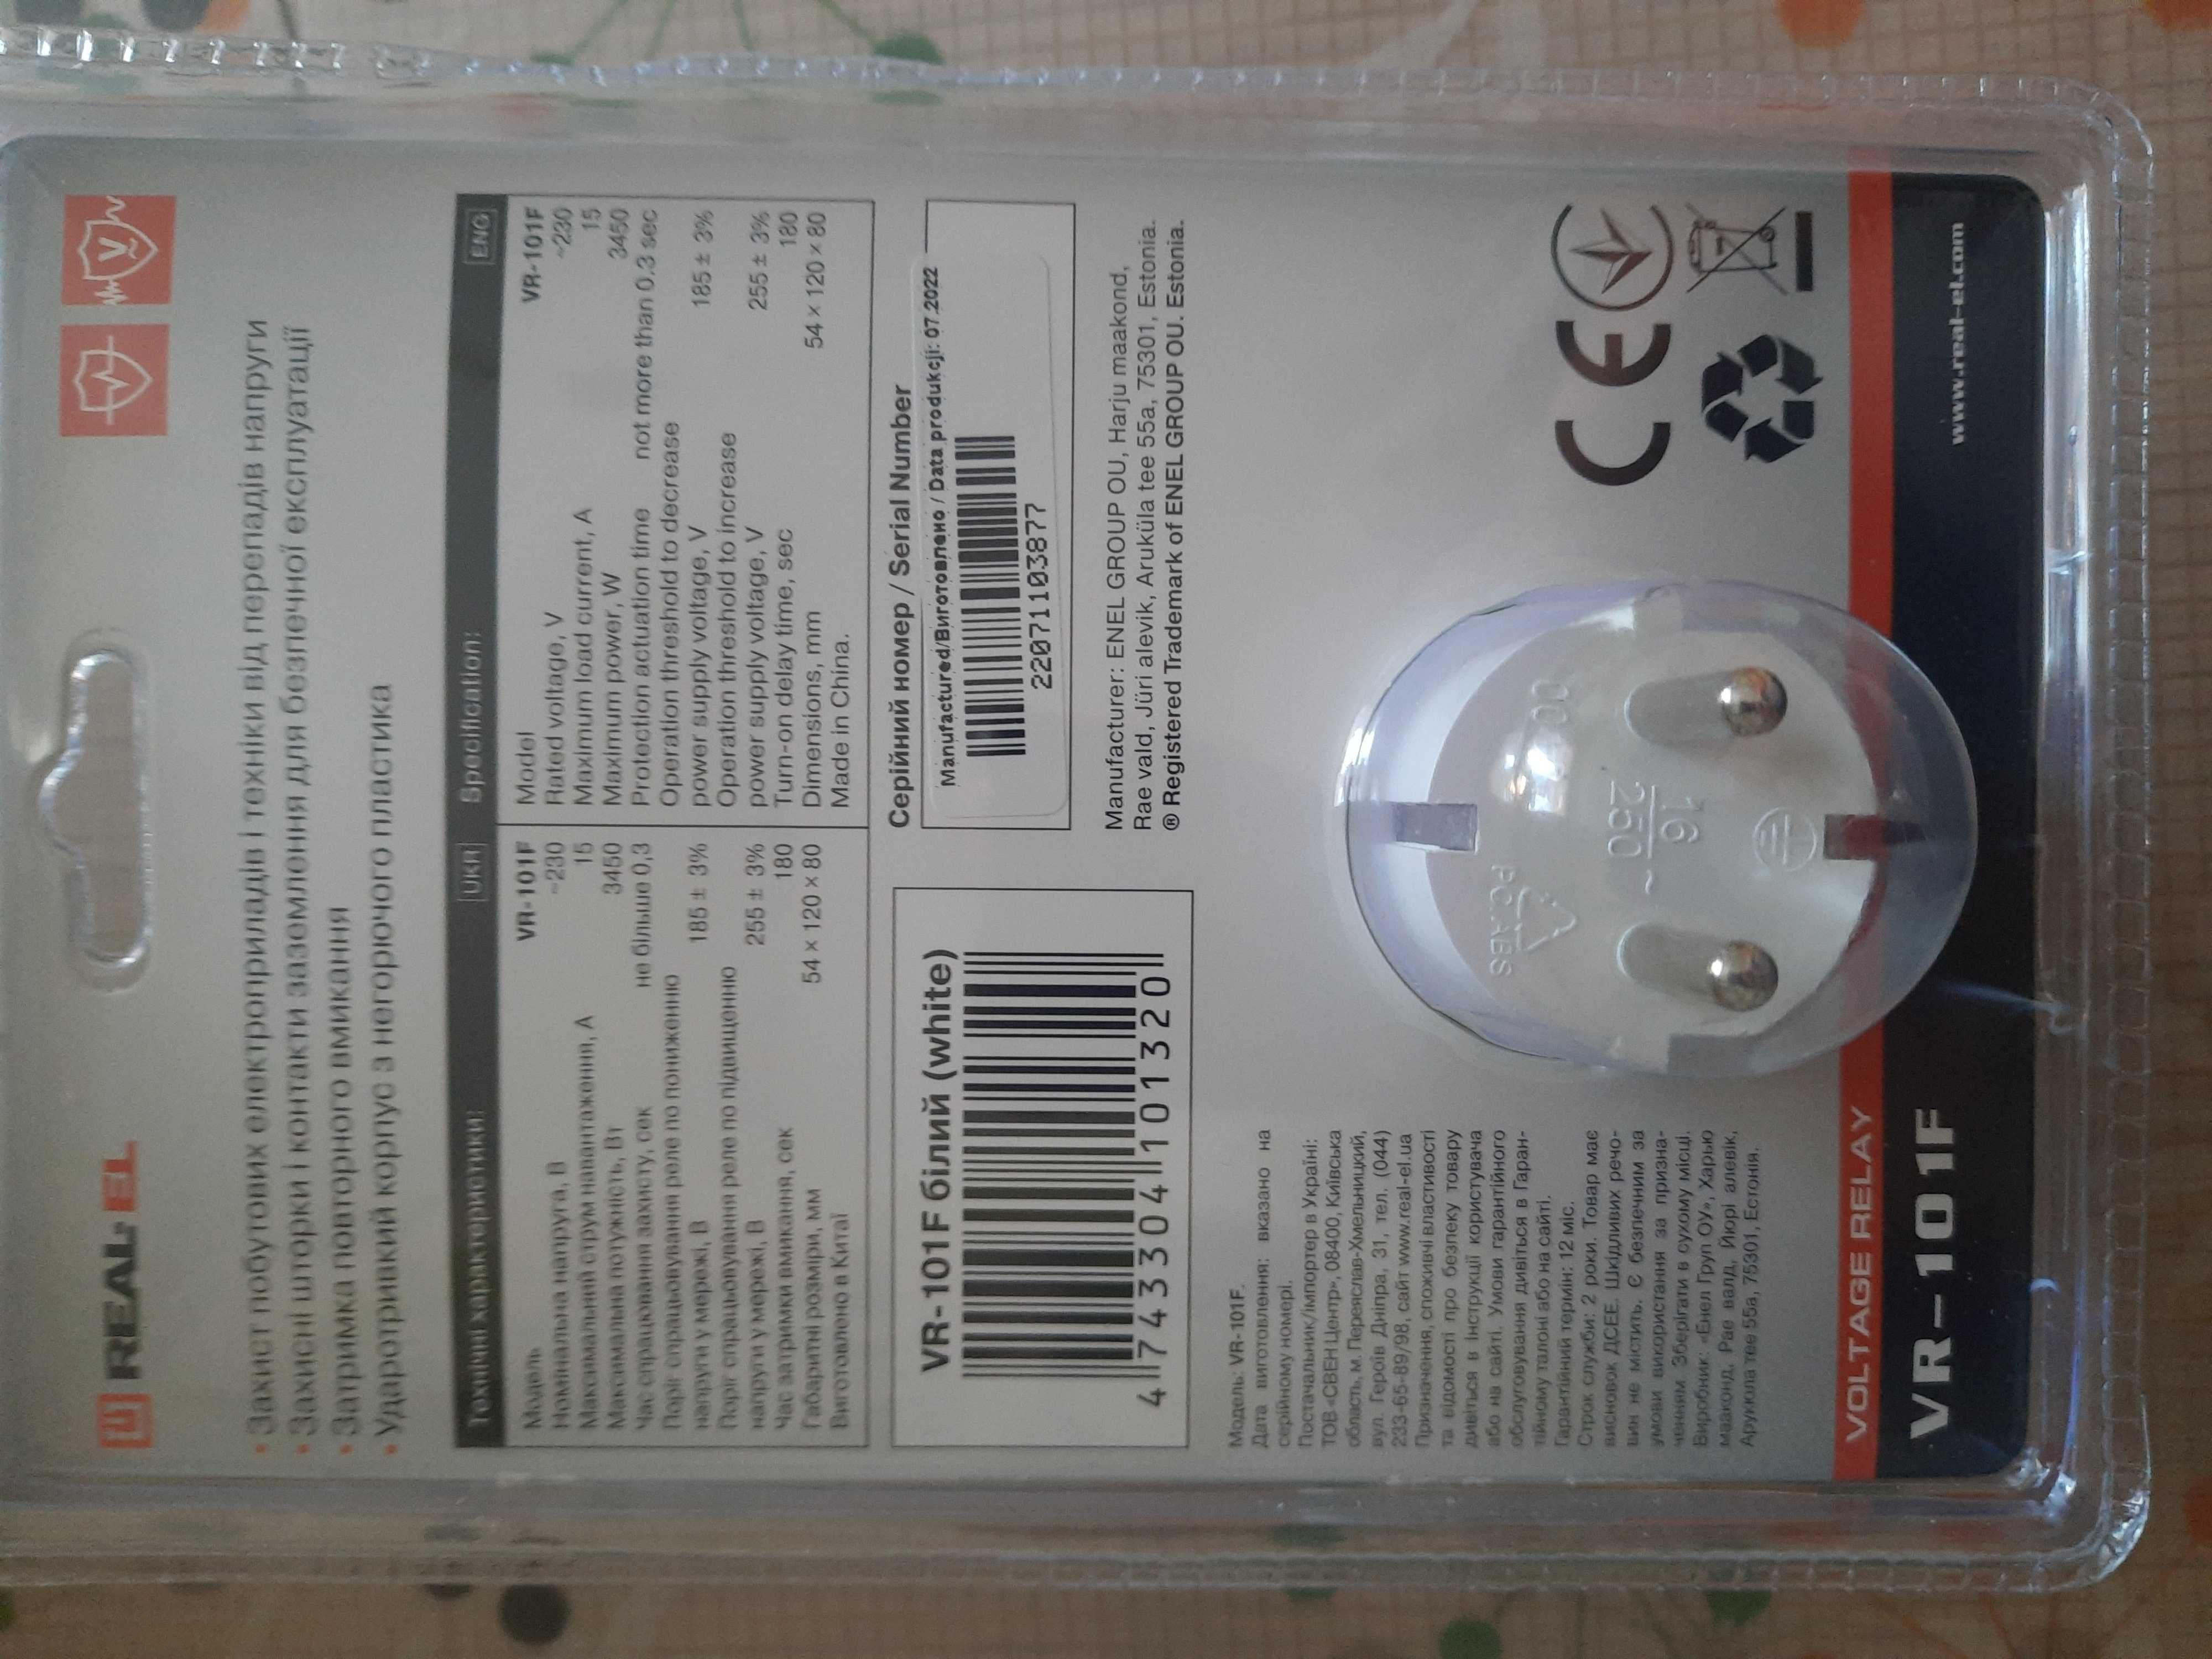 REAL-EL
• Захист побутових електроприладів і техніки від перепадів напруги
• Захисні шторки і контакти заземлення для безпечної експлуатації
• Затримка повторного вмикання
• Ударотривкий корпус з негорючого пластика
Технічні характеристики: UKR
Модель VR-101F
Номінальна напруга, В ~230
Максимальний струм навантаження, А 15
Максимальна потужність, Вт 3450
Час спрацювання захисту, сек не більше 0,3
Поріг спрацьовування реле по пониженню
напруги у мережі, В 185 ± 3%
Поріг спрацьовування реле по підвищенню
напруги у мережі, В 255 ± 3%
Час затримки вмикання, сек 180
Габаритні розміри, мм 54 × 120 × 80
Виготовлено в Китаї
Specification: ENG
Model VR-101F
Rated voltage, V ~230
Maximum load current, A 15
Maximum power, W 3450
Protection actuation time not more than 0.3 sec
Operation threshold to decrease
power supply voltage, V 185 ± 3%
Operation threshold to increase
power supply voltage, V 255 ± 3%
Turn-on delay time, sec 180
Dimensions, mm 54 × 120 × 80
Made in China.
VR-101F білий (white)
4 743304 101320
Серійний номер / Serial Number
Manufactured/Виготовлено / Data produkcji: 07.2022
220711103877
Manufacturer: ENEL GROUP OU, Harju maakond,
Rae vald, Jüri alevik, Aruküla tee 55a, 75301, Estonia.
® Registered Trademark of ENEL GROUP OU. Estonia.
Модель: VR-101F.
Дата виготовлення: вказано на
серійному номері.
Постачальник/імпортер в Україні:
ТОВ «СВЕН Центр», 08400, Київська
область, м. Переяслав-Хмельницький,
вул. Героїв Дніпра, 31, тел. (044)
233-65-89/98, сайт www.real-el.ua
Призначення, споживчі властивості
та відомості про безпеку товару
дивіться в Інструкції користувача
або на сайті. Умови гарантійного
обслуговування дивіться в Гаран-
тійному талоні або на сайті.
Гарантійний термін: 12 міс.
Строк служби: 2 роки. Товар має
висновок ДСЕЕ. Шкідливих речо-
вин не містить. Є безпечним за
умови використання за призна-
ченням. Зберігати в сухому місці.
Виробник: «Енел Груп ОУ», Харью
мааконд, Рае валд, Йюрі алевік,
Аруккюла тее 55а, 75301, Естонія.
PC.ABS
16
250 ~
CE
VOLTAGE RELAY
VR-101F
www.real-el.com